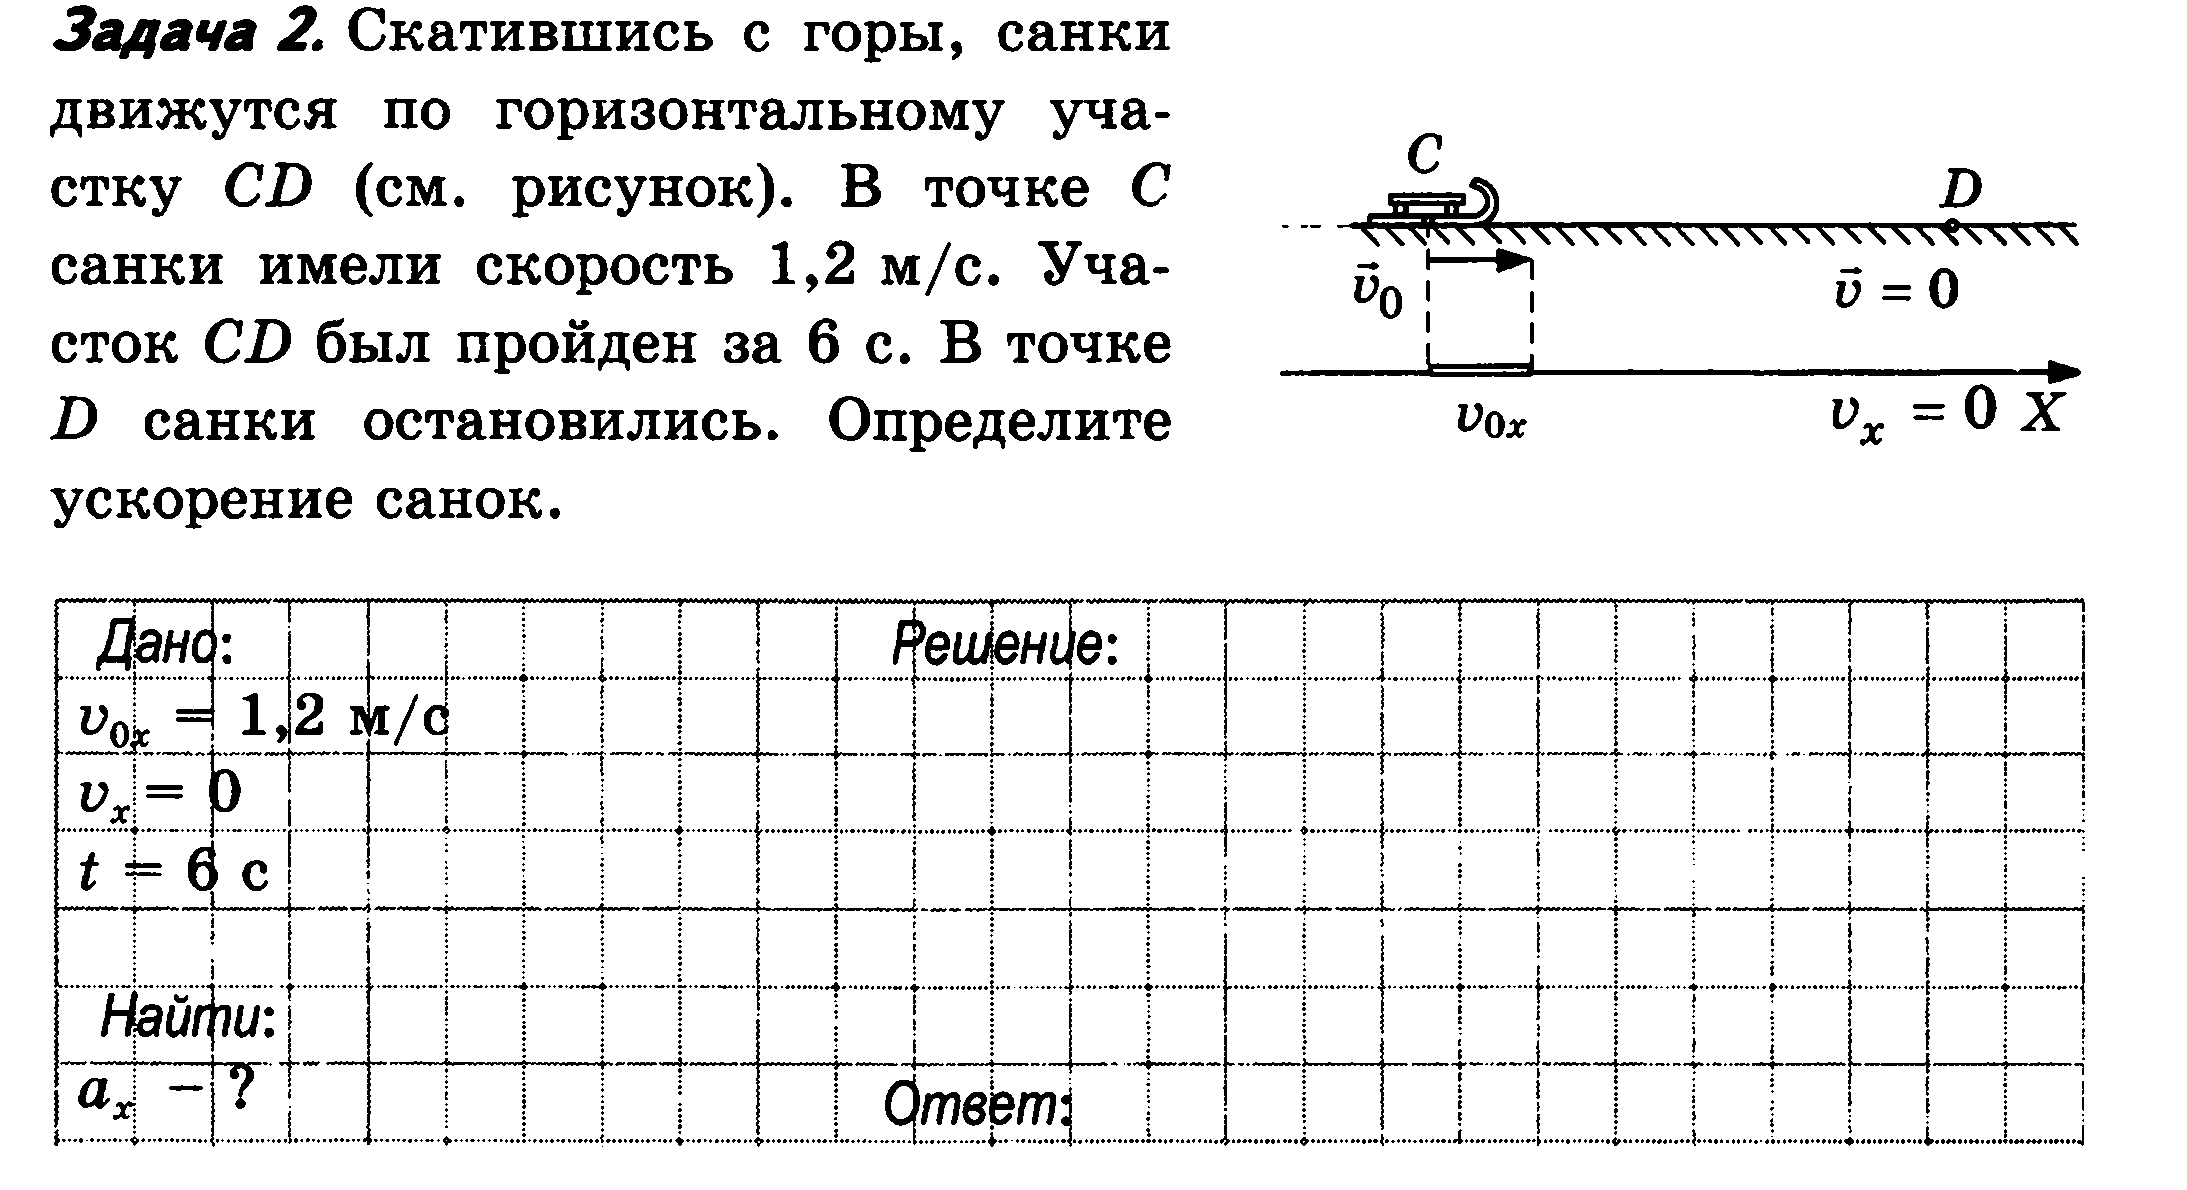 Задача 2. Скатившись с горы, санки
движутся по горизонтальному уча-
стку CD (см. рисунок). В точке C
санки имели скорость 1,2 м/с. Уча-
сток CD был пройден за 6 с. В точке
D санки остановились. Определите
ускорение санок.
C
D
v⃗₀
v⃗ = 0
v₀ₓ
vₓ = 0 X
Дано:
Решение:
v₀ₓ = 1,2 м/с
vₓ = 0
t = 6 с
Найти:
aₓ – ?
Ответ: